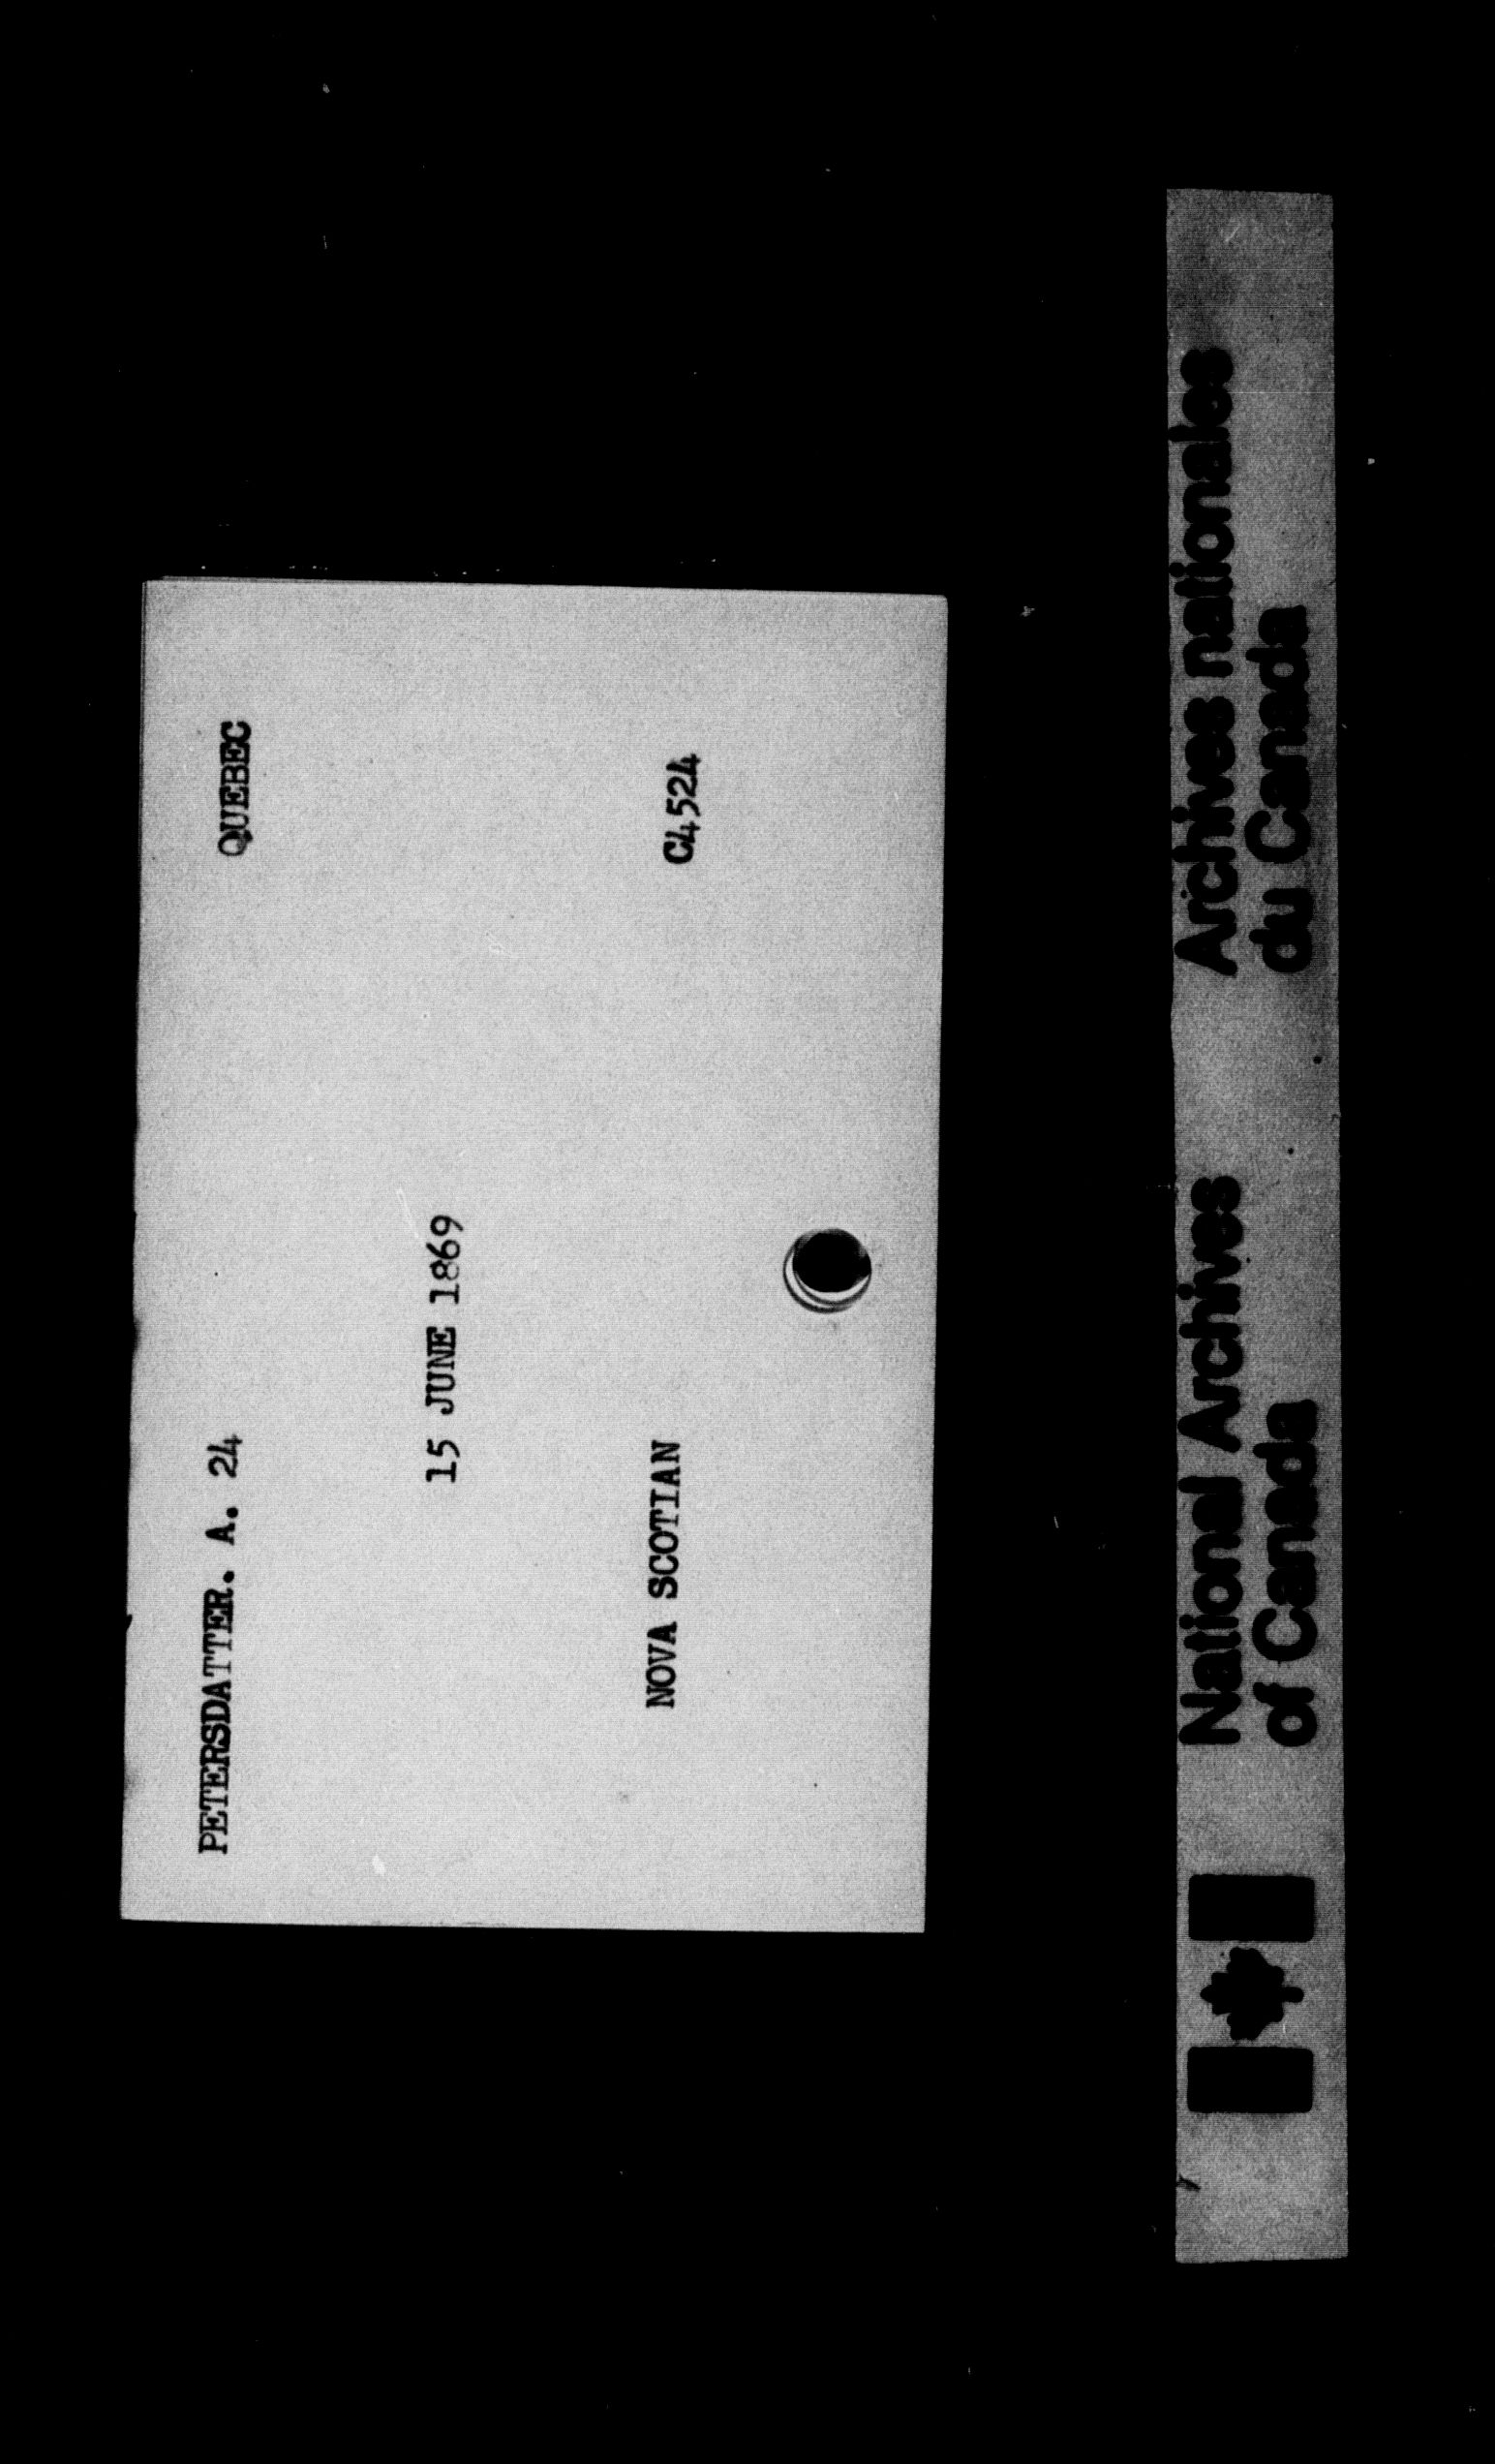 PETERSDATTER. A. 24 QUEBEC
15 JUNE 1869
NOVA SCOTIAN C4524
National Archives
of Canada
Archives nationales
du Canada